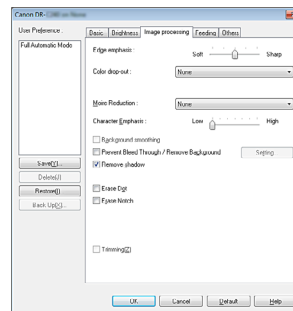 Canon DR-
User Preference :
Full Automatic Mode
Save(Y)...
Delete(J)
Restore(I)
Back Up(X)...
Basic Brightness Image processing Feeding Others
Edge emphasis :
Soft Sharp
Color drop-out :
None
Moire Reduction :
None
Character Emphasis :
Low High
Background smoothing
Prevent Bleed Through / Remove Background
Setting
Remove shadow
Erase Dot
Erase Notch
Trimming(Z)
OK Cancel Default Help